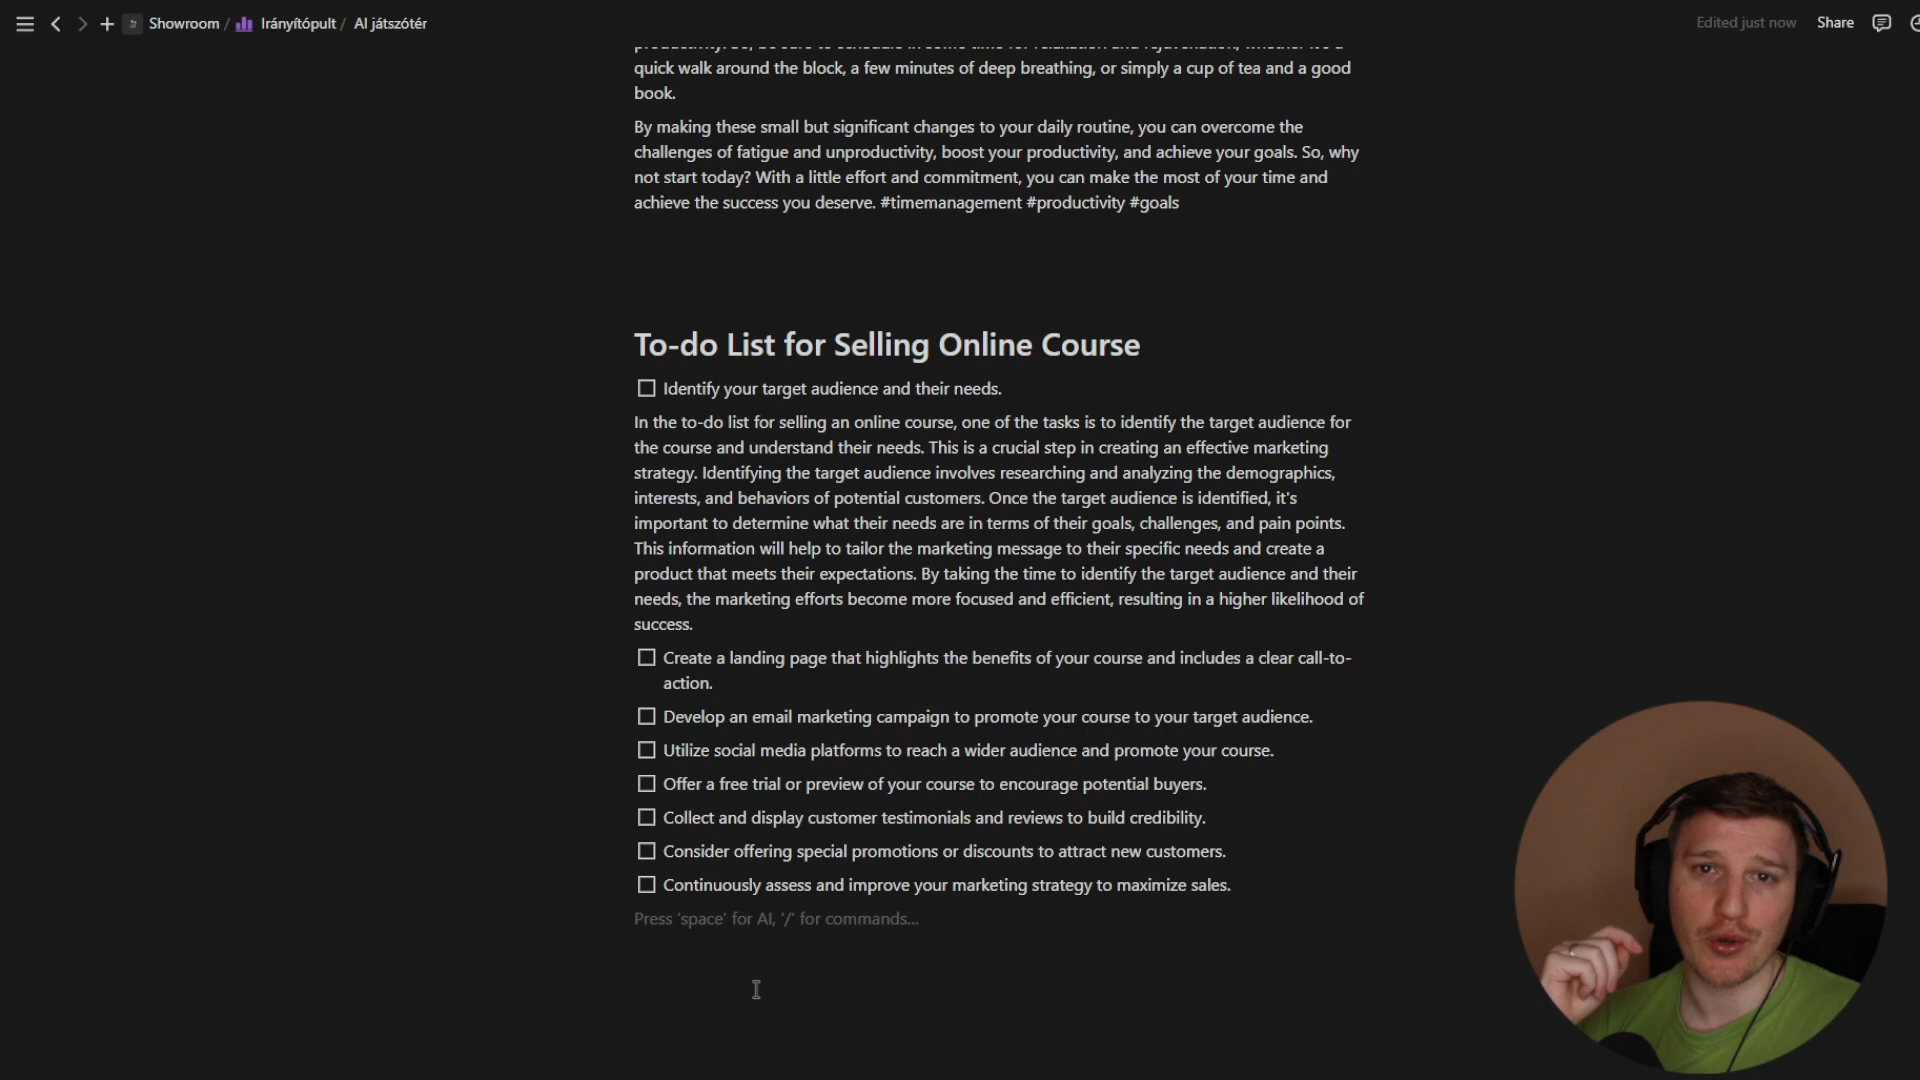 Showroom / Irányítópult / AI játszótér
Edited just now
Share
productivity. So, be sure to schedule in some time for relaxation and rejuvenation, whether it's a
quick walk around the block, a few minutes of deep breathing, or simply a cup of tea and a good
book.
By making these small but significant changes to your daily routine, you can overcome the
challenges of fatigue and unproductivity, boost your productivity, and achieve your goals. So, why
not start today? With a little effort and commitment, you can make the most of your time and
achieve the success you deserve. #timemanagement #productivity #goals
To-do List for Selling Online Course
Identify your target audience and their needs.
In the to-do list for selling an online course, one of the tasks is to identify the target audience for
the course and understand their needs. This is a crucial step in creating an effective marketing
strategy. Identifying the target audience involves researching and analyzing the demographics,
interests, and behaviors of potential customers. Once the target audience is identified, it's
important to determine what their needs are in terms of their goals, challenges, and pain points.
This information will help to tailor the marketing message to their specific needs and create a
product that meets their expectations. By taking the time to identify the target audience and their
needs, the marketing efforts become more focused and efficient, resulting in a higher likelihood of
success.
Create a landing page that highlights the benefits of your course and includes a clear call-to-
action.
Develop an email marketing campaign to promote your course to your target audience.
Utilize social media platforms to reach a wider audience and promote your course.
Offer a free trial or preview of your course to encourage potential buyers.
Collect and display customer testimonials and reviews to build credibility.
Consider offering special promotions or discounts to attract new customers.
Continuously assess and improve your marketing strategy to maximize sales.
Press 'space' for AI, '/' for commands...